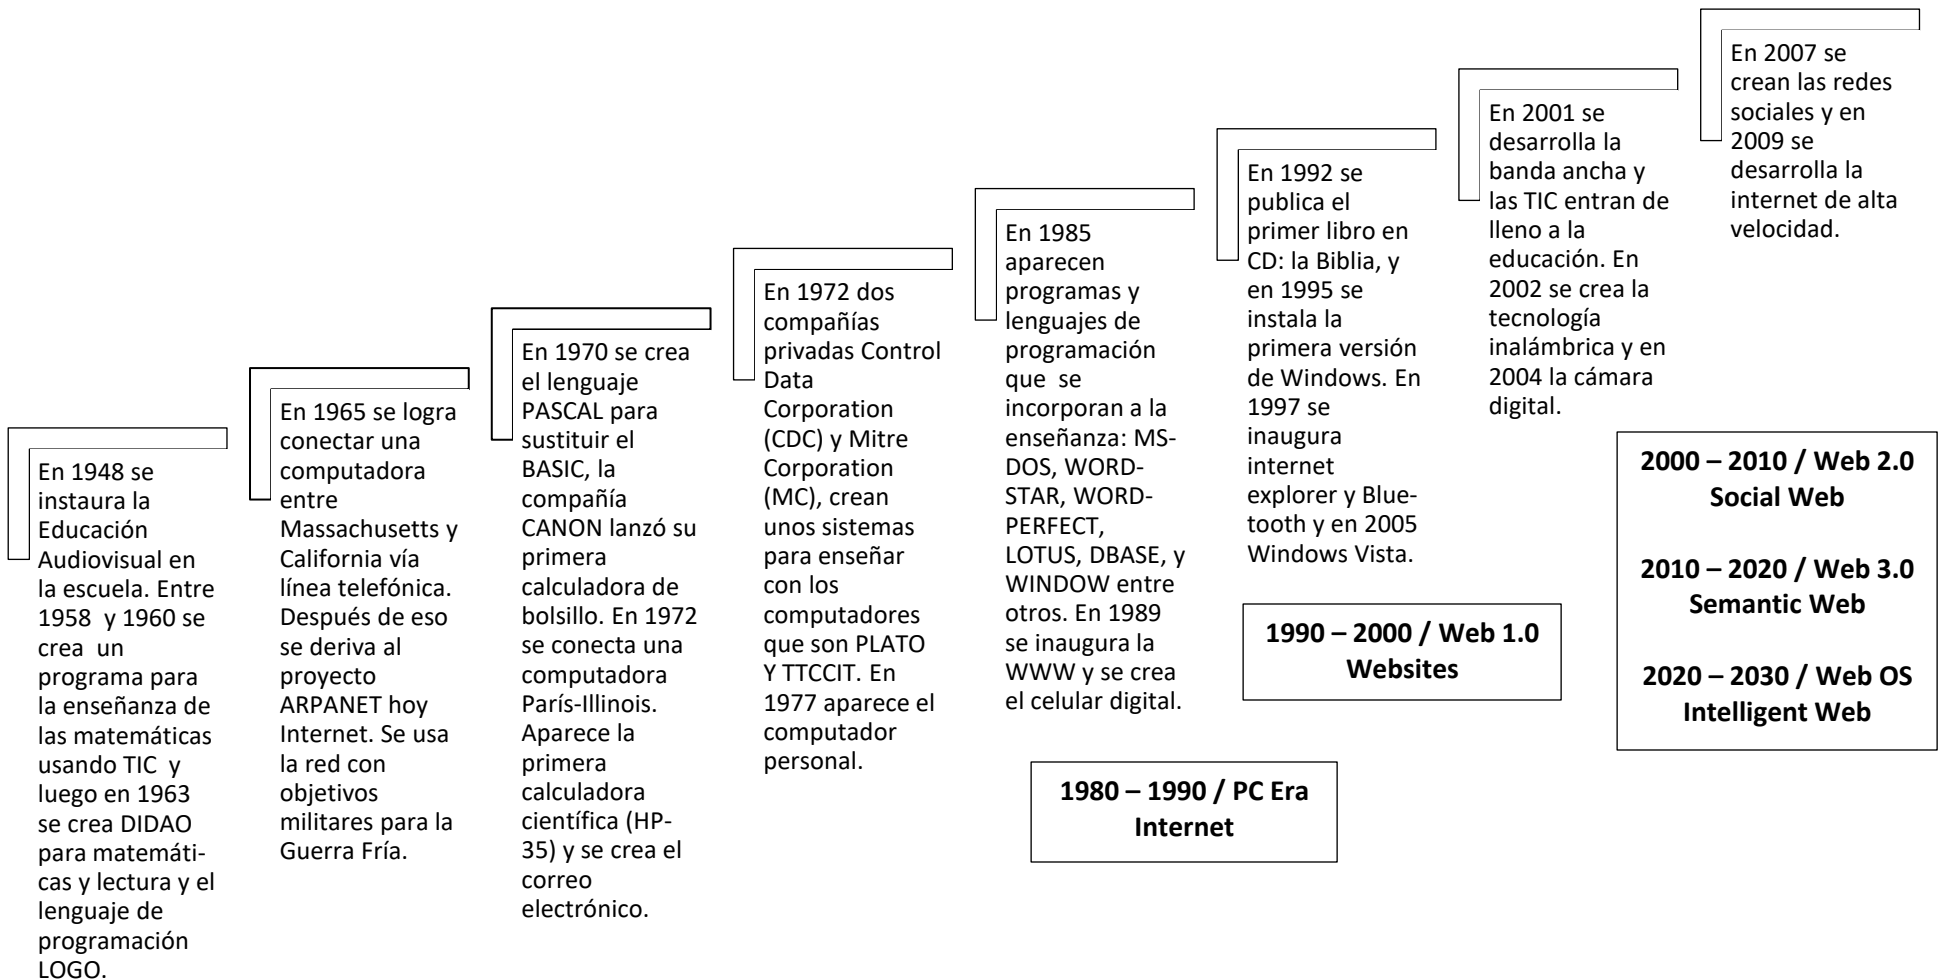 En 1948 se
instaura la
Educación
Audiovisual en
la escuela. Entre
1958 y 1960 se
crea un
programa para
la enseñanza de
las matemáticas
usando TIC y
luego en 1963
se crea DIDAO
para matemáti-
cas y lectura y el
lenguaje de
programación
LOGO.
En 1965 se logra
conectar una
computadora
entre
Massachusetts y
California vía
línea telefónica.
Después de eso
se deriva al
proyecto
ARPANET hoy
Internet. Se usa
la red con
objetivos
militares para la
Guerra Fría.
En 1970 se crea
el lenguaje
PASCAL para
sustituir el
BASIC, la
compañía
CANON lanzó su
primera
calculadora de
bolsillo. En 1972
se conecta una
computadora
París-Illinois.
Aparece la
primera
calculadora
científica (HP-
35) y se crea el
correo
electrónico.
En 1972 dos
compañías
privadas Control
Data
Corporation
(CDC) y Mitre
Corporation
(MC), crean
unos sistemas
para enseñar
con los
computadores
que son PLATO
Y TTCCIT. En
1977 aparece el
computador
personal.
En 1985
aparecen
programas y
lenguajes de
programación
que se
incorporan a la
enseñanza: MS-
DOS, WORD-
STAR, WORD-
PERFECT,
LOTUS, DBASE, y
WINDOW entre
otros. En 1989
se inaugura la
WWW y se crea
el celular digital.
1980 – 1990 / PC Era
Internet
En 1992 se
publica el
primer libro en
CD: la Biblia, y
en 1995 se
instala la
primera versión
de Windows. En
1997 se
inaugura
internet
explorer y Blue-
tooth y en 2005
Windows Vista.
1990 – 2000 / Web 1.0
Websites
En 2001 se
desarrolla la
banda ancha y
las TIC entran de
lleno a la
educación. En
2002 se crea la
tecnología
inalámbrica y en
2004 la cámara
digital.
En 2007 se
crean las redes
sociales y en
2009 se
desarrolla la
internet de alta
velocidad.
2000 – 2010 / Web 2.0
Social Web
2010 – 2020 / Web 3.0
Semantic Web
2020 – 2030 / Web OS
Intelligent Web